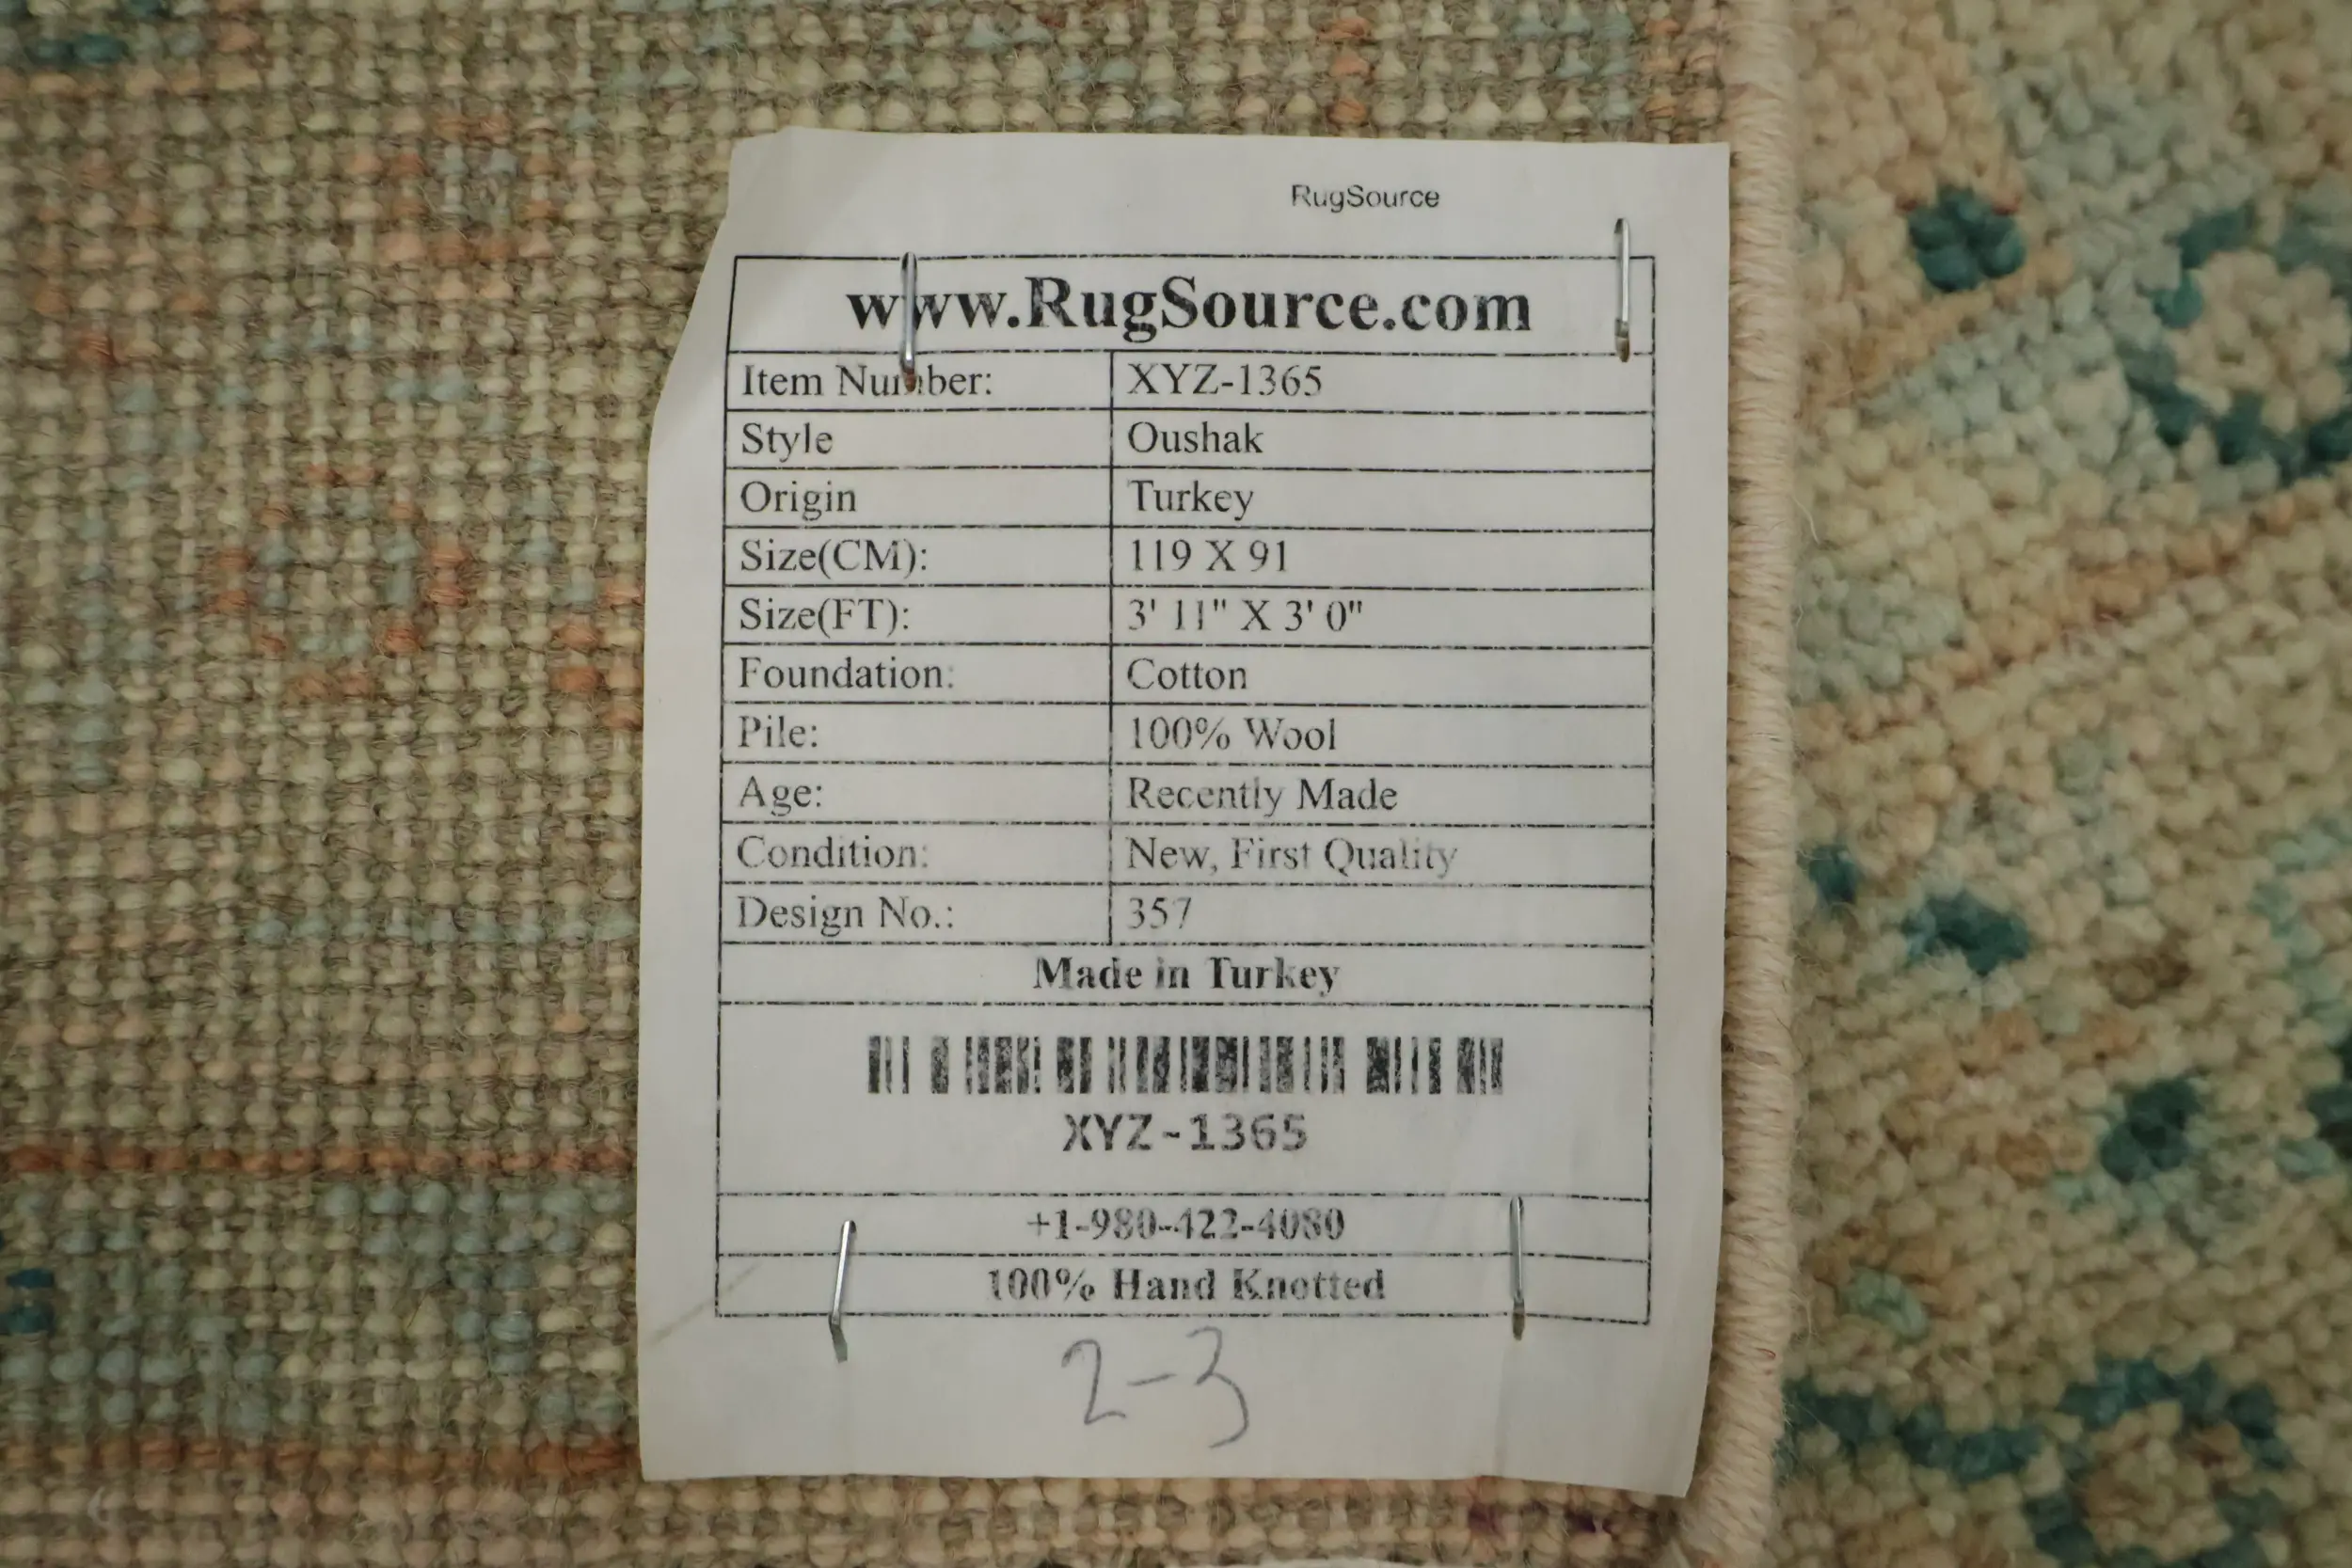 RugSource
www.RugSource.com
Item Number: XYZ-1365
Style Oushak
Origin Turkey
Size(CM): 119 X 91
Size(FT): 3' 11" X 3' 0"
Foundation: Cotton
Pile: 100% Wool
Age: Recently Made
Condition: New, First Quality
Design No.: 357
Made in Turkey
XYZ-1365
+1-980-422-4080
100% Hand Knotted
2-3